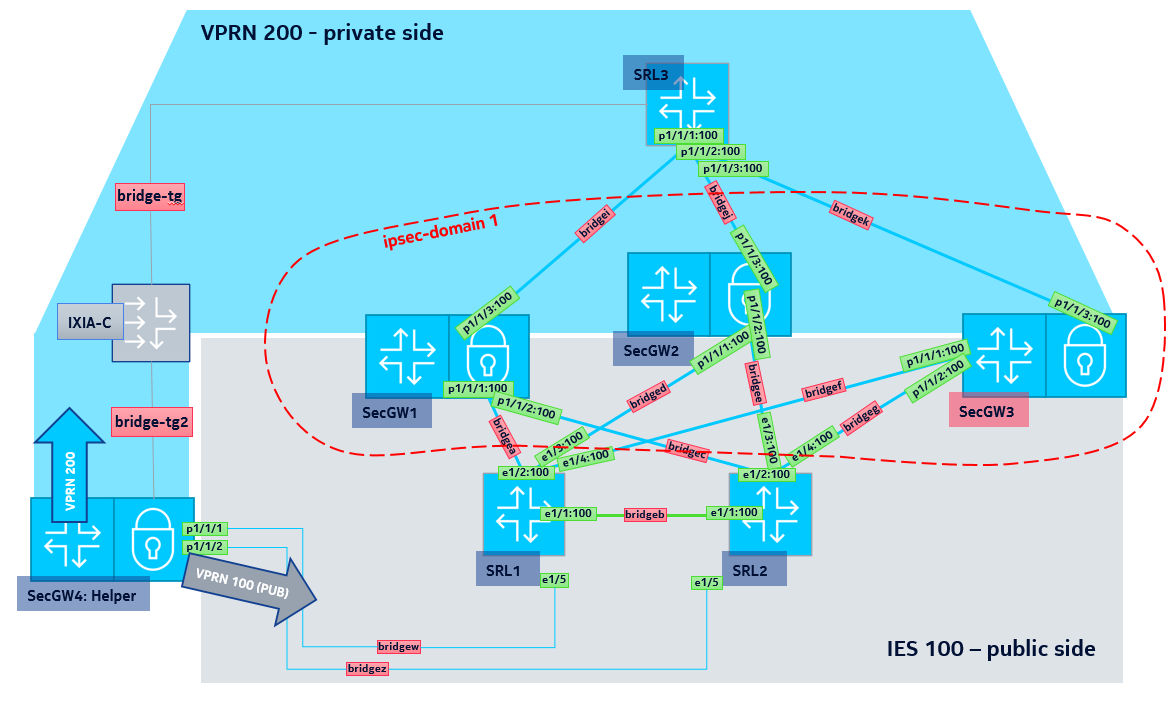 VPRN 200 - private side
SRL3
p1/1/1:100
p1/1/2:100
p1/1/3:100
bridge-tg
bridgei
bridgej
bridgek
ipsec-domain 1
p1/1/3:100
p1/1/3:100
p1/1/3:100
IXIA-C
SecGW2
p1/1/1:100
p1/1/2:100
p1/1/1:100
p1/1/2:100
p1/1/1:100
p1/1/2:100
SecGW1
SecGW3
bridged
bridgee
bridgef
bridgeg
bridge-tg2
bridgea
bridgec
e1/3:100
e1/4:100
e1/3:100
e1/4:100
e1/2:100
e1/2:100
VPRN 200
e1/1:100
bridgeb
e1/1:100
p1/1/1
p1/1/2
SRL1
SRL2
e1/5
e1/5
VPRN 100 (PUB)
SecGW4: Helper
bridgew
bridgez
IES 100 – public side